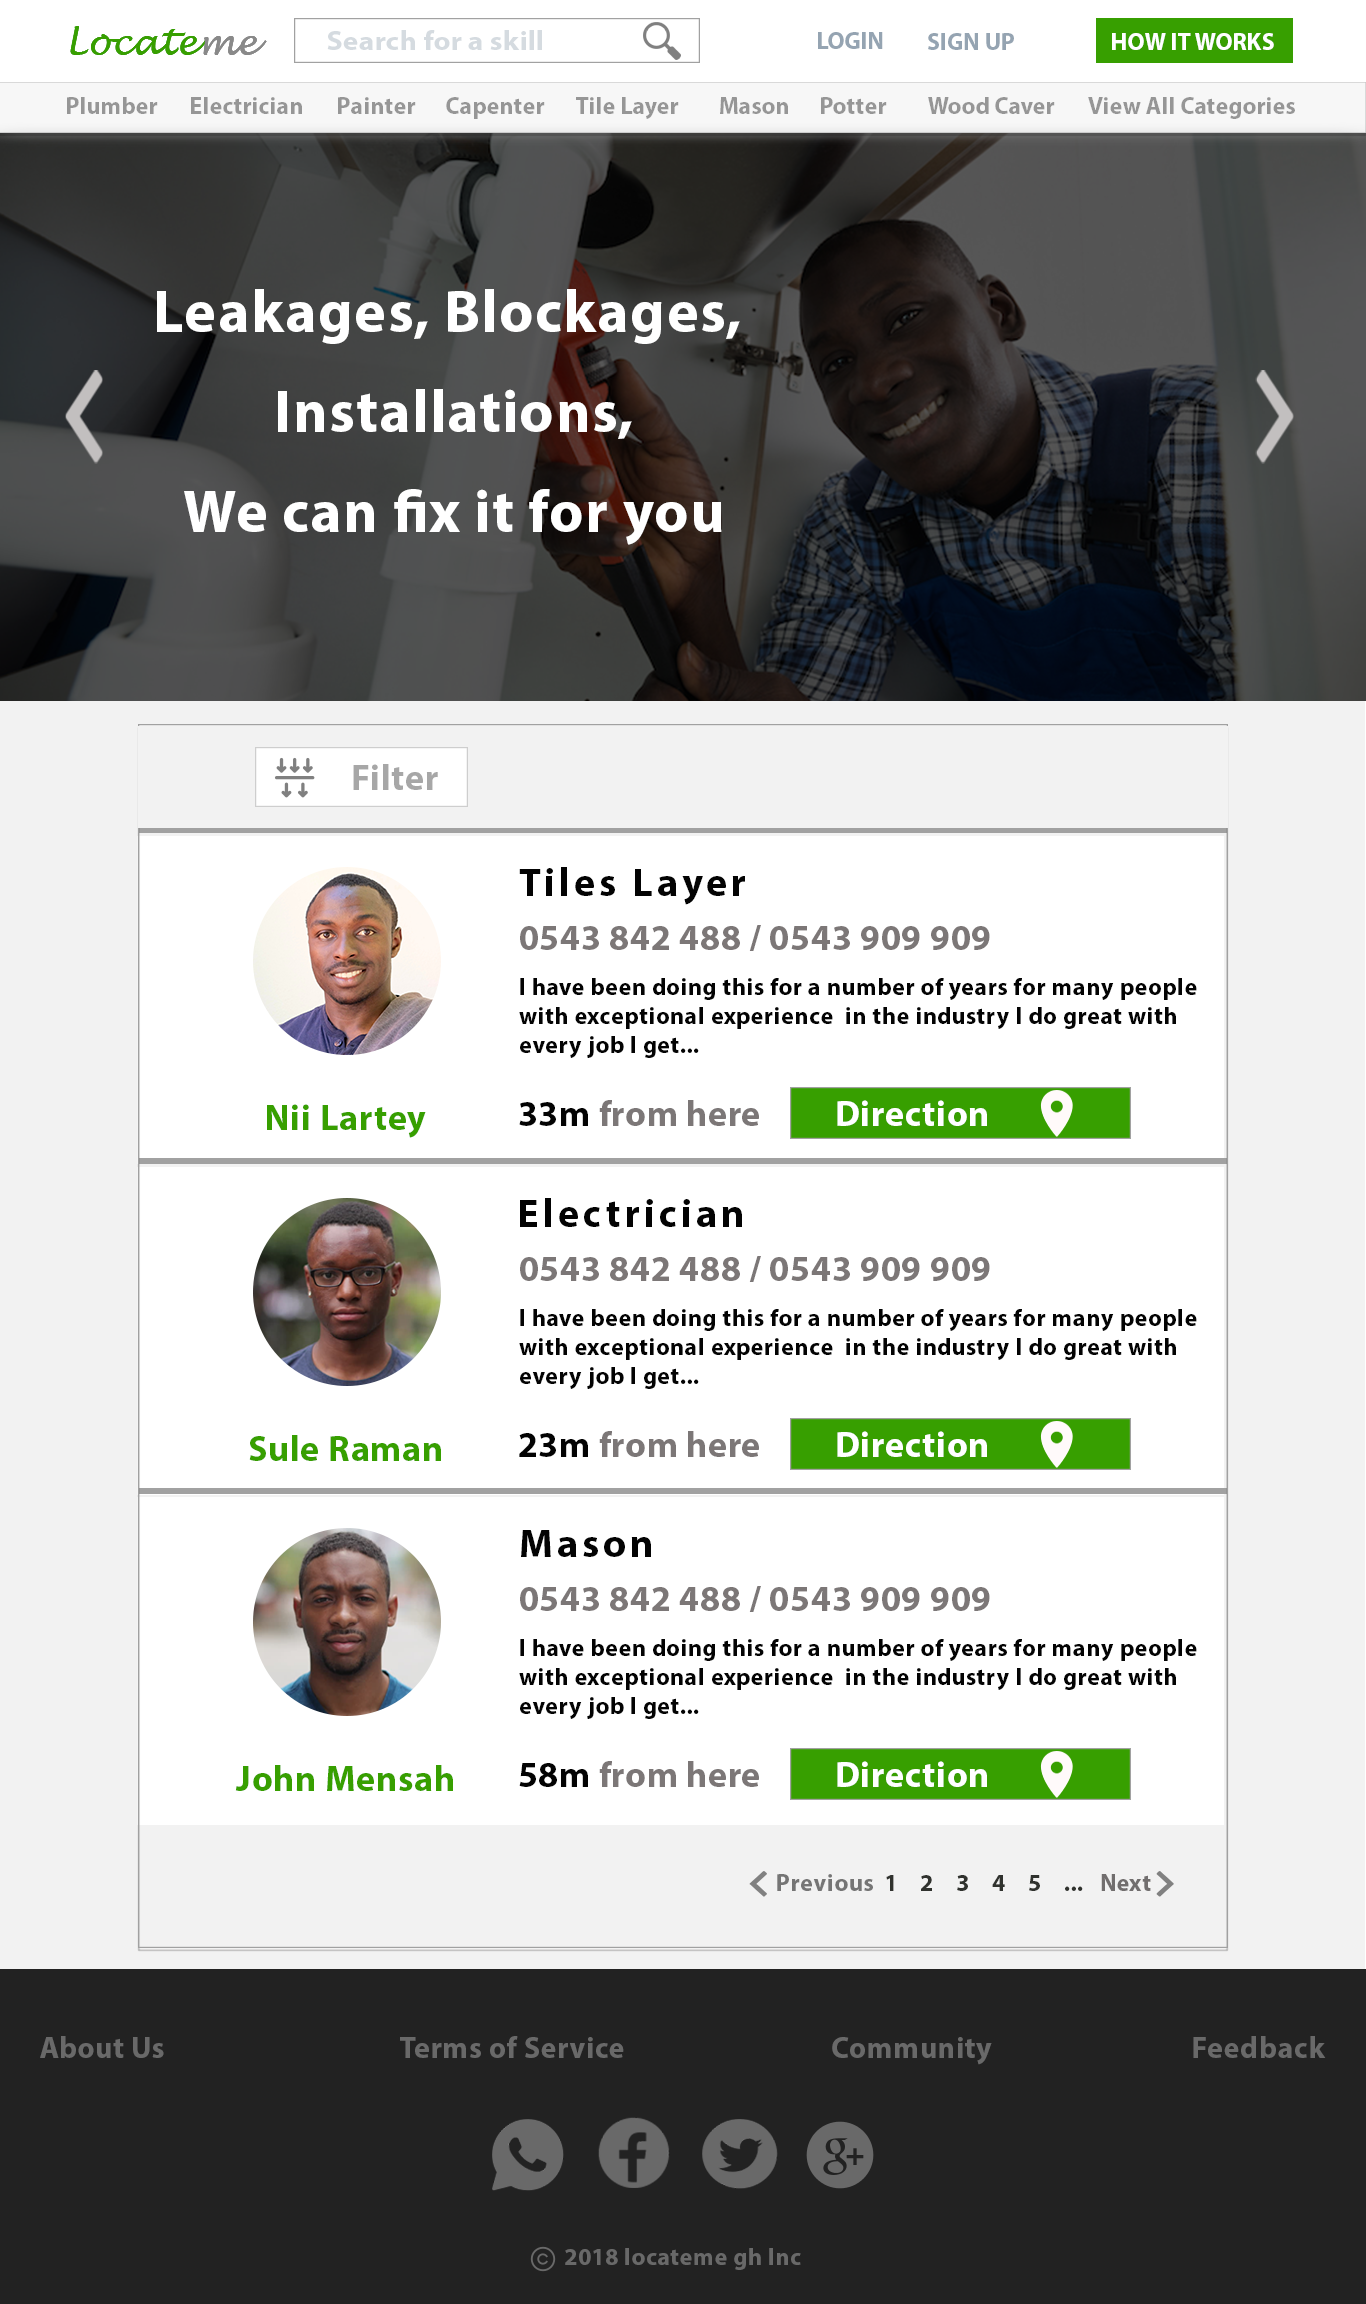 Locateme
Search for a skill
LOGIN
SIGN UP
HOW IT WORKS
Plumber
Electrician
Painter
Capenter
Tile Layer
Mason
Potter
Wood Caver
View All Categories
Leakages, Blockages,
Installations,
We can fix it for you
Filter
Tiles Layer
0543 842 488 / 0543 909 909
I have been doing this for a number of years for many people
with exceptional experience in the industry I do great with
every job I get...
Nii Lartey
33m from here
Direction
Electrician
0543 842 488 / 0543 909 909
I have been doing this for a number of years for many people
with exceptional experience in the industry I do great with
every job I get...
Sule Raman
23m from here
Direction
Mason
0543 842 488 / 0543 909 909
I have been doing this for a number of years for many people
with exceptional experience in the industry I do great with
every job I get...
John Mensah
58m from here
Direction
Previous 1 2 3 4 5 ... Next
About Us
Terms of Service
Community
Feedback
© 2018 locateme gh Inc